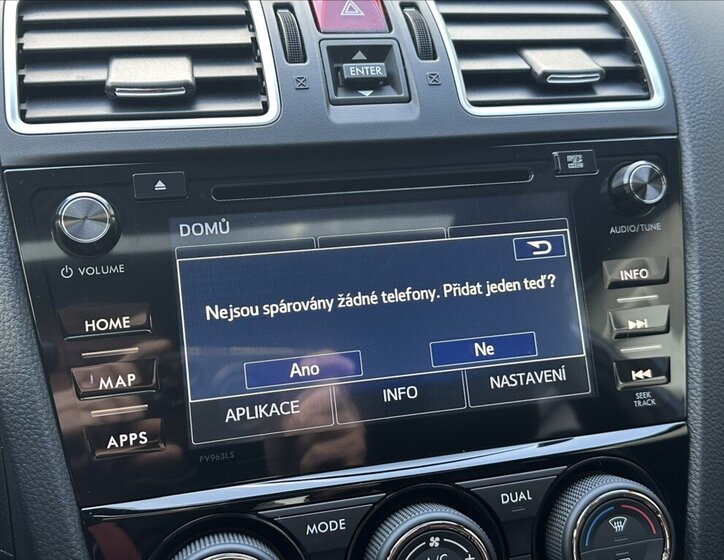 ENTER
DOMŮ
AUDIO/TUNE
VOLUME
INFO
Nejsou spárovány žádné telefony. Přidat jeden teď?
HOME
Ano
Ne
MAP
SEEK
TRACK
APLIKACE
INFO
NASTAVENÍ
APPS
FV963LS
MODE
DUAL
A/C